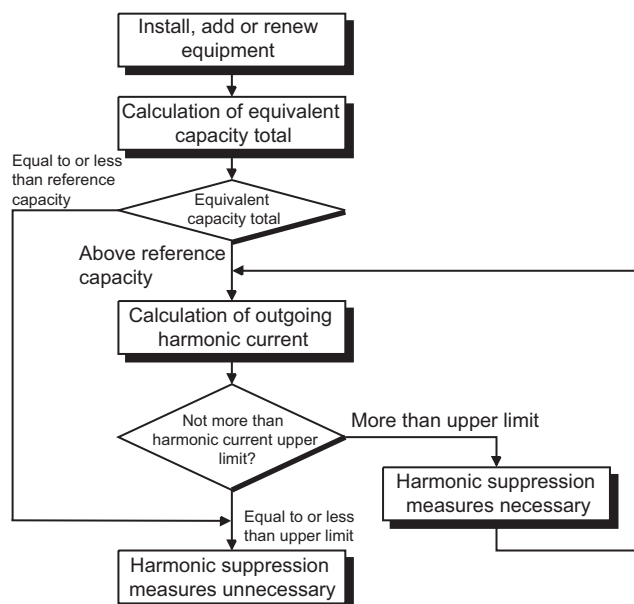 Install, add or renew
equipment
Calculation of equivalent
capacity total
Equal to or less
than reference
capacity
Equivalent
capacity total
Above reference
capacity
Calculation of outgoing
harmonic current
Not more than
harmonic current upper
limit?
More than upper limit
Harmonic suppression
measures necessary
Equal to or less
than upper limit
Harmonic suppression
measures unnecessary